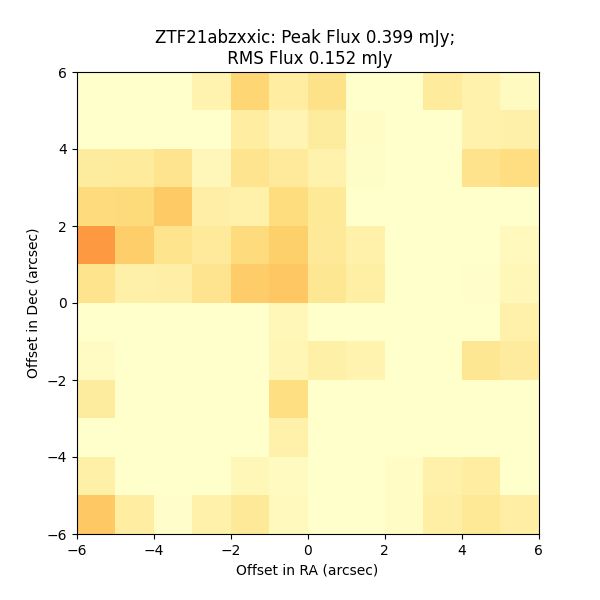 ZTF21abzxxic: Peak Flux 0.399 mJy;
RMS Flux 0.152 mJy
6
4
2
0
−2
−4
−6
Offset in Dec (arcsec)
−6 −4 −2 0 2 4 6
Offset in RA (arcsec)